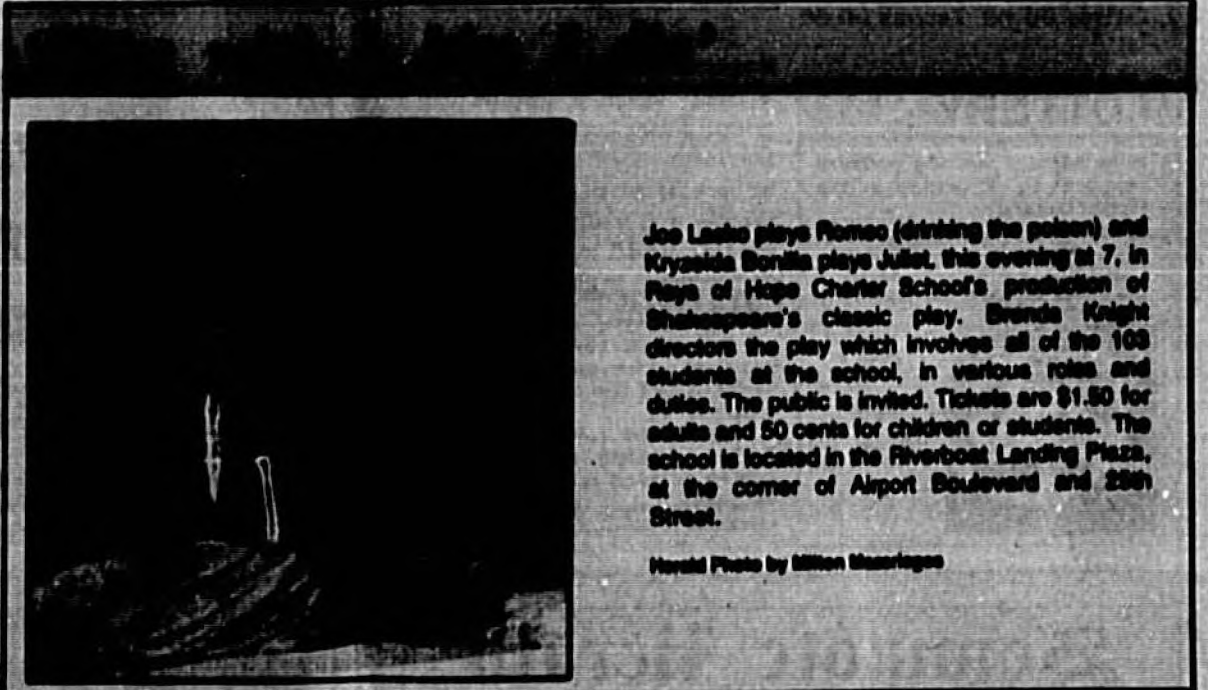 Joe Laske plays Romeo (drinking the poison) and
Bonilla plays Juliet, this evening at 7, in
Rays of Hope Charter School's production of
Shakespeare's classic play. Brenda Knight
directors the play which involves all of the 103
students at the school, in various roles and
duties. The public is invited. Tickets are $1.50 for
adults and 50 cents for children or students. The
school is located in the Riverboat Landing Plaza,
at the corner of Airport Boulevard and 25th
Street.
Herald Photo by